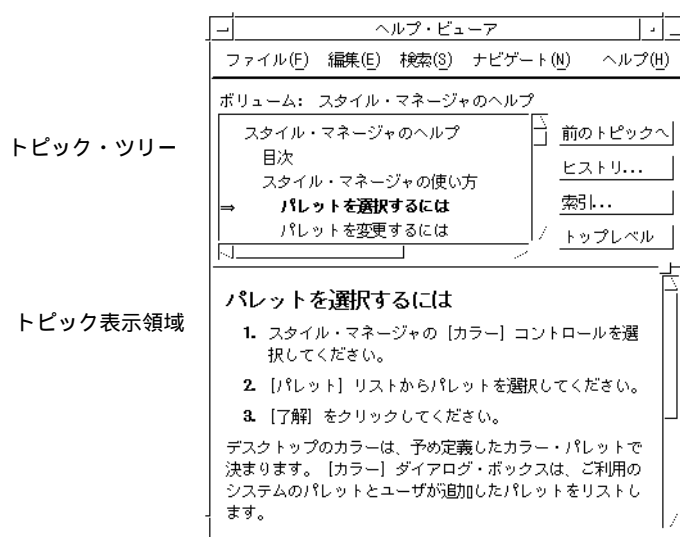 ヘルプ・ビューア
ファイル(F) 編集(E) 検索(S) ナビゲート(N) ヘルプ(H)
ボリューム: スタイル・マネージャのヘルプ
トピック・ツリー
スタイル・マネージャのヘルプ
目次
スタイル・マネージャの使い方
⇒ パレットを選択するには
パレットを変更するには
前のトピックへ
ヒストリ...
索引...
トップレベル
トピック表示領域
パレットを選択するには
1. スタイル・マネージャの [カラー] コントロールを選
択してください。
2. [パレット] リストからパレットを選択してください。
3. [了解] をクリックしてください。
デスクトップのカラーは、予め定義したカラー・パレットで
決まります。 [カラー] ダイアログ・ボックスは、ご利用の
システムのパレットとユーザが追加したパレットをリストし
ます。